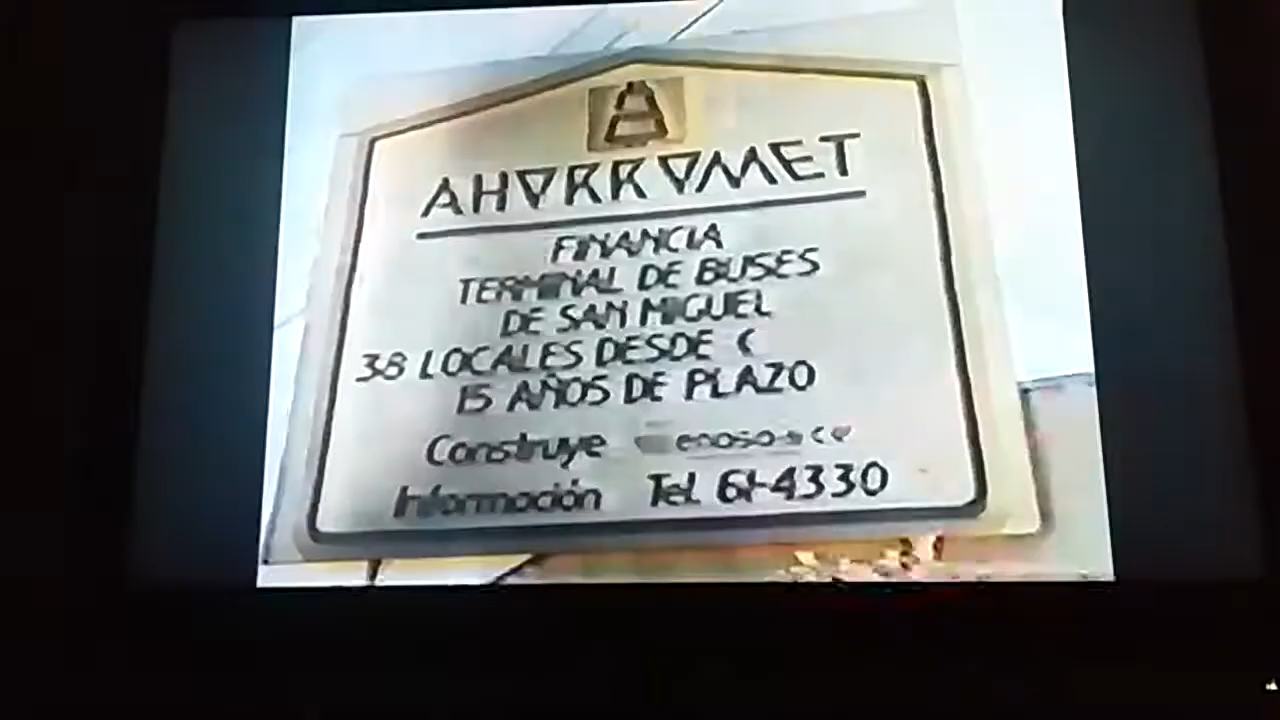 AHORROMET
FINANCIA
TERMINAL DE BUSES
DE SAN MIGUEL
38 LOCALES DESDE ¢
15 AÑOS DE PLAZO
Construye
Información Tel. 61-4330